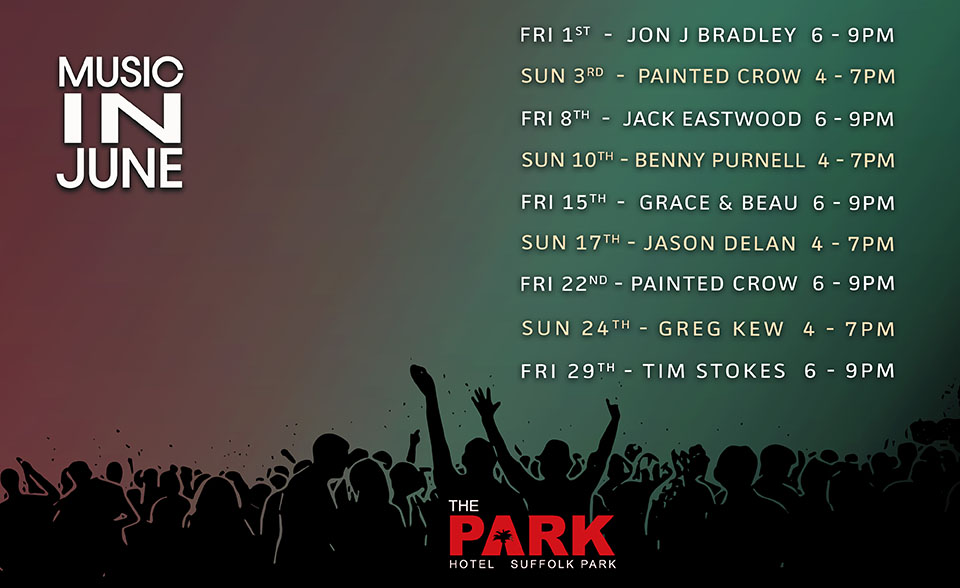 MUSIC
IN
JUNE
FRI 1ST - JON J BRADLEY 6 - 9PM
SUN 3RD - PAINTED CROW 4 - 7PM
FRI 8TH - JACK EASTWOOD 6 - 9PM
SUN 10TH - BENNY PURNELL 4 - 7PM
FRI 15TH - GRACE & BEAU 6 - 9PM
SUN 17TH - JASON DELAN 4 - 7PM
FRI 22ND - PAINTED CROW 6 - 9PM
SUN 24TH - GREG KEW 4 - 7PM
FRI 29TH - TIM STOKES 6 - 9PM
THE
PARK
HOTEL SUFFOLK PARK